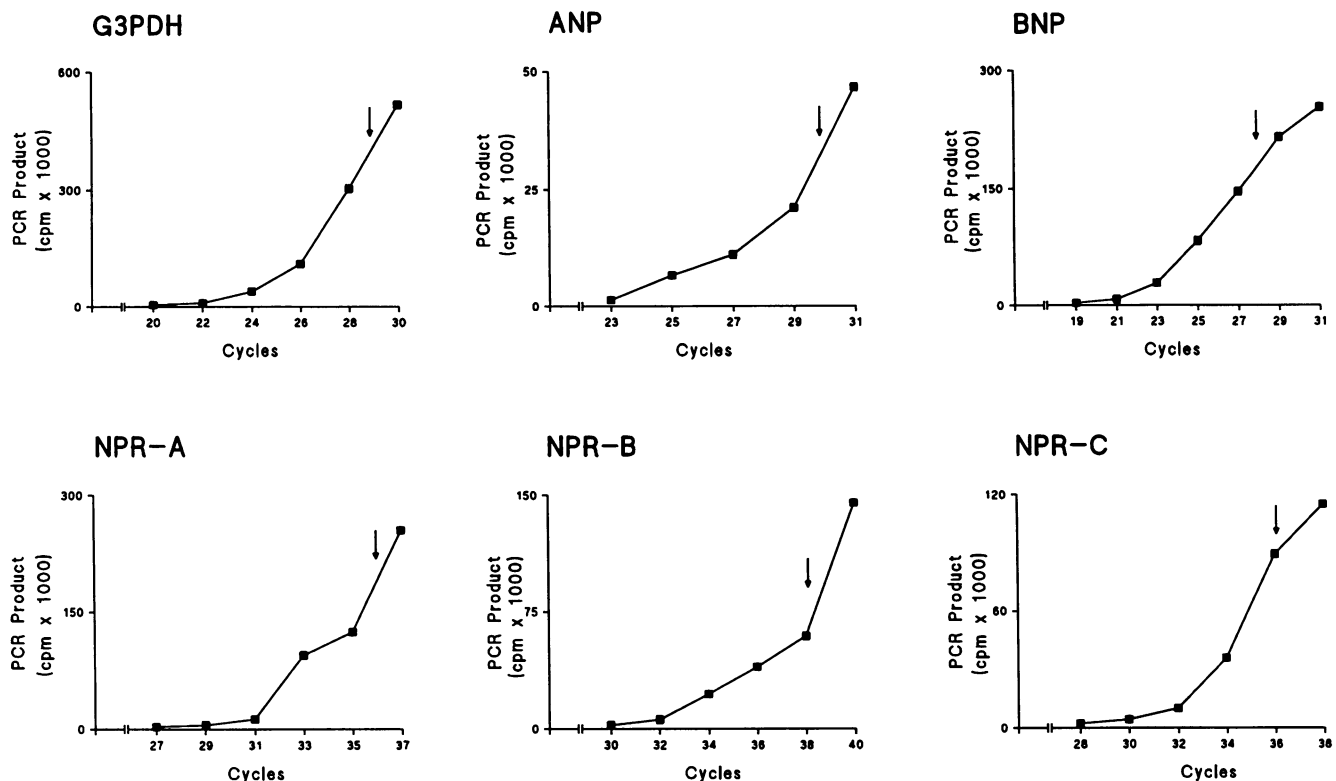 G3PDH
PCR Product
(cpm x 1000)
600
300
0
20 22 24 26 28 30
Cycles
ANP
PCR Product
(cpm x 1000)
50
25
0
23 25 27 29 31
Cycles
BNP
PCR Product
(cpm x 1000)
300
150
0
19 21 23 25 27 29 31
Cycles
NPR-A
PCR Product
(cpm x 1000)
300
150
0
27 29 31 33 35 37
Cycles
NPR-B
PCR Product
(cpm x 1000)
150
75
0
30 32 34 36 38 40
Cycles
NPR-C
PCR Product
(cpm x 1000)
120
60
0
28 30 32 34 36 38
Cycles